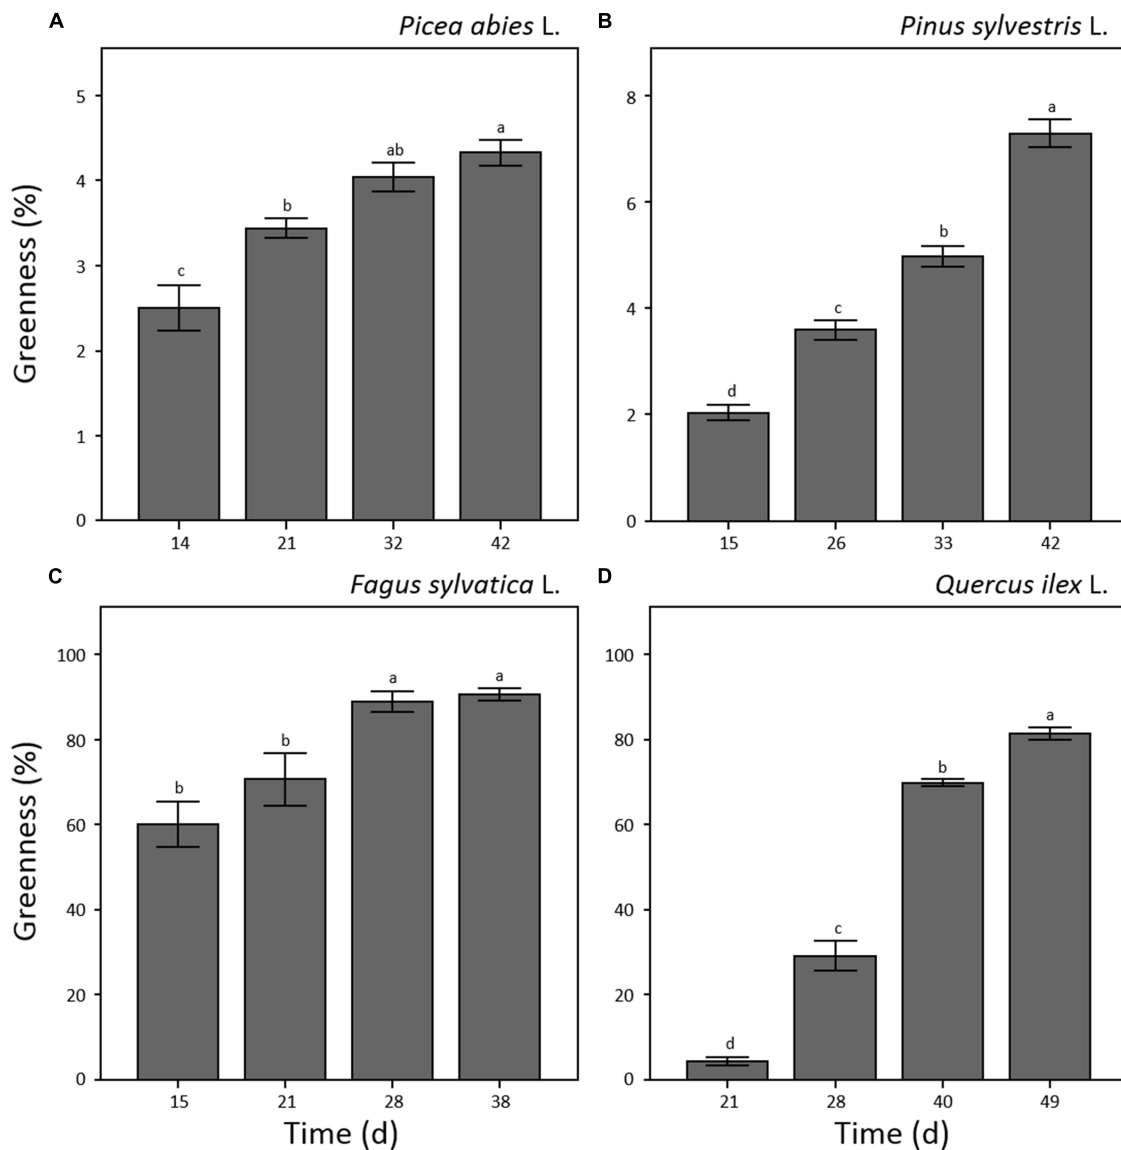 A
Picea abies L.
Greenness (%)
5
4
3
2
1
0
c
b
ab
a
14 21 32 42
B
Pinus sylvestris L.
8
6
4
2
0
d
c
b
a
15 26 33 42
C
Fagus sylvatica L.
Greenness (%)
100
80
60
40
20
0
b
b
a
a
15 21 28 38
Time (d)
D
Quercus ilex L.
100
80
60
40
20
0
d
c
b
a
21 28 40 49
Time (d)